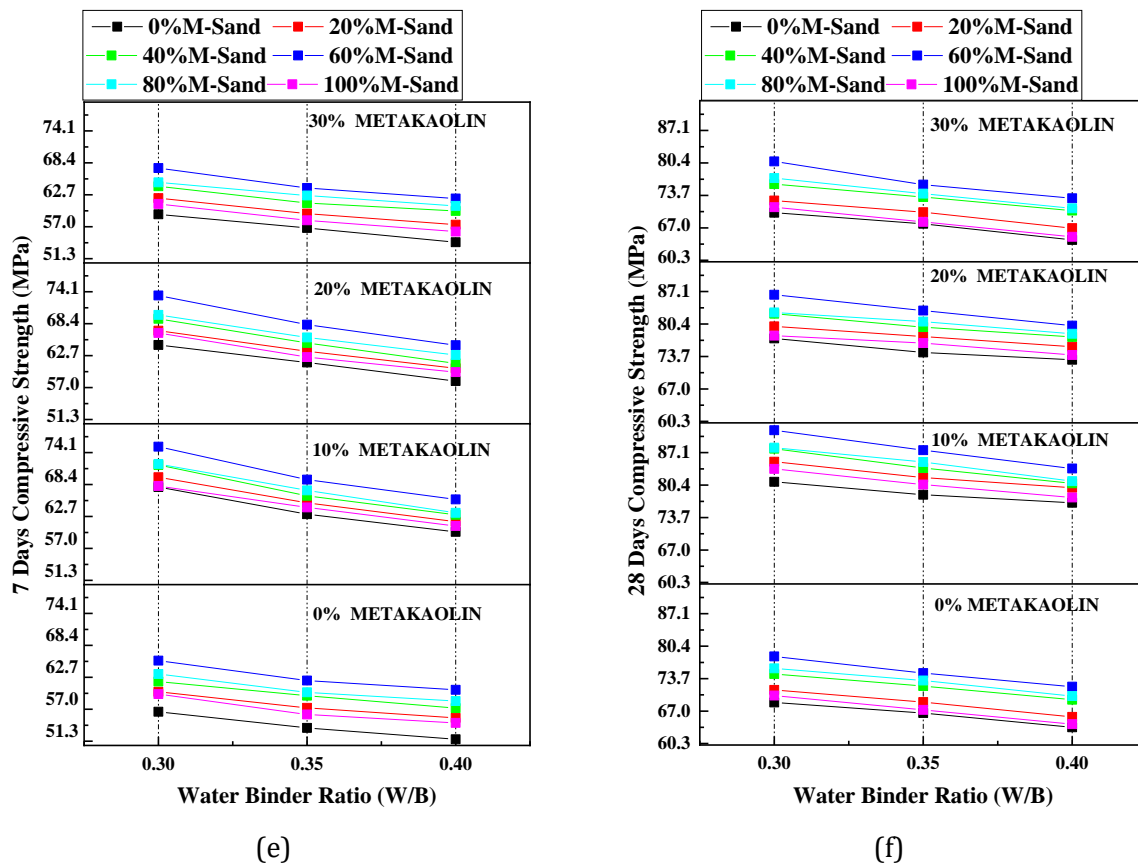 0%M-Sand 20%M-Sand
40%M-Sand 60%M-Sand
80%M-Sand 100%M-Sand
7 Days Compressive Strength (MPa)
30% METAKAOLIN
74.1
68.4
62.7
57.0
51.3
20% METAKAOLIN
74.1
68.4
62.7
57.0
51.3
10% METAKAOLIN
74.1
68.4
62.7
57.0
51.3
0% METAKAOLIN
74.1
68.4
62.7
57.0
51.3
0.30 0.35 0.40
Water Binder Ratio (W/B)
(e)
0%M-Sand 20%M-Sand
40%M-Sand 60%M-Sand
80%M-Sand 100%M-Sand
28 Days Compressive Strength (MPa)
30% METAKAOLIN
87.1
80.4
73.7
67.0
60.3
20% METAKAOLIN
87.1
80.4
73.7
67.0
60.3
10% METAKAOLIN
87.1
80.4
73.7
67.0
60.3
0% METAKAOLIN
87.1
80.4
73.7
67.0
60.3
0.30 0.35 0.40
Water Binder Ratio (W/B)
(f)